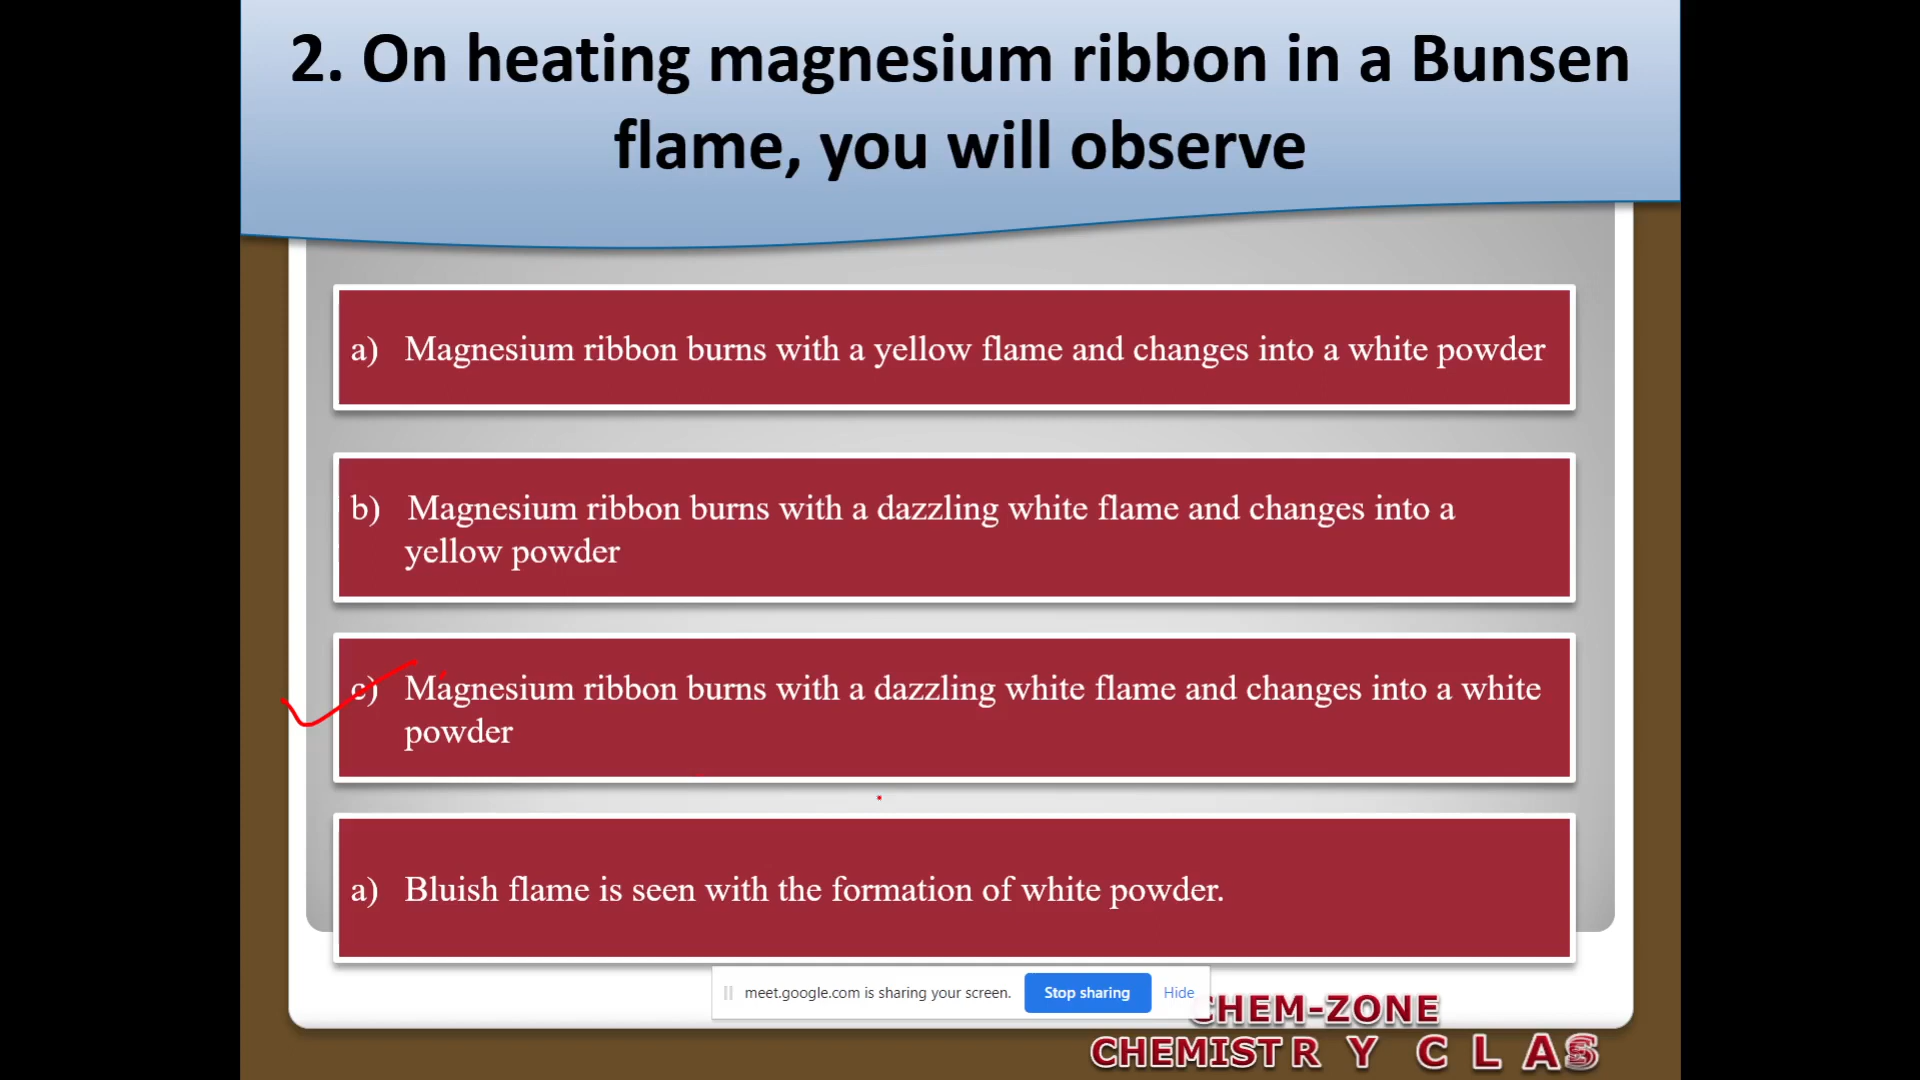 2. On heating magnesium ribbon in a Bunsen
flame, you will observe
a) Magnesium ribbon burns with a yellow flame and changes into a white powder
b) Magnesium ribbon burns with a dazzling white flame and changes into a
yellow powder
c) Magnesium ribbon burns with a dazzling white flame and changes into a white
powder
a) Bluish flame is seen with the formation of white powder.
meet.google.com is sharing your screen. Stop sharing Hide
CHEM-ZONE
CHEMISTRY CLA